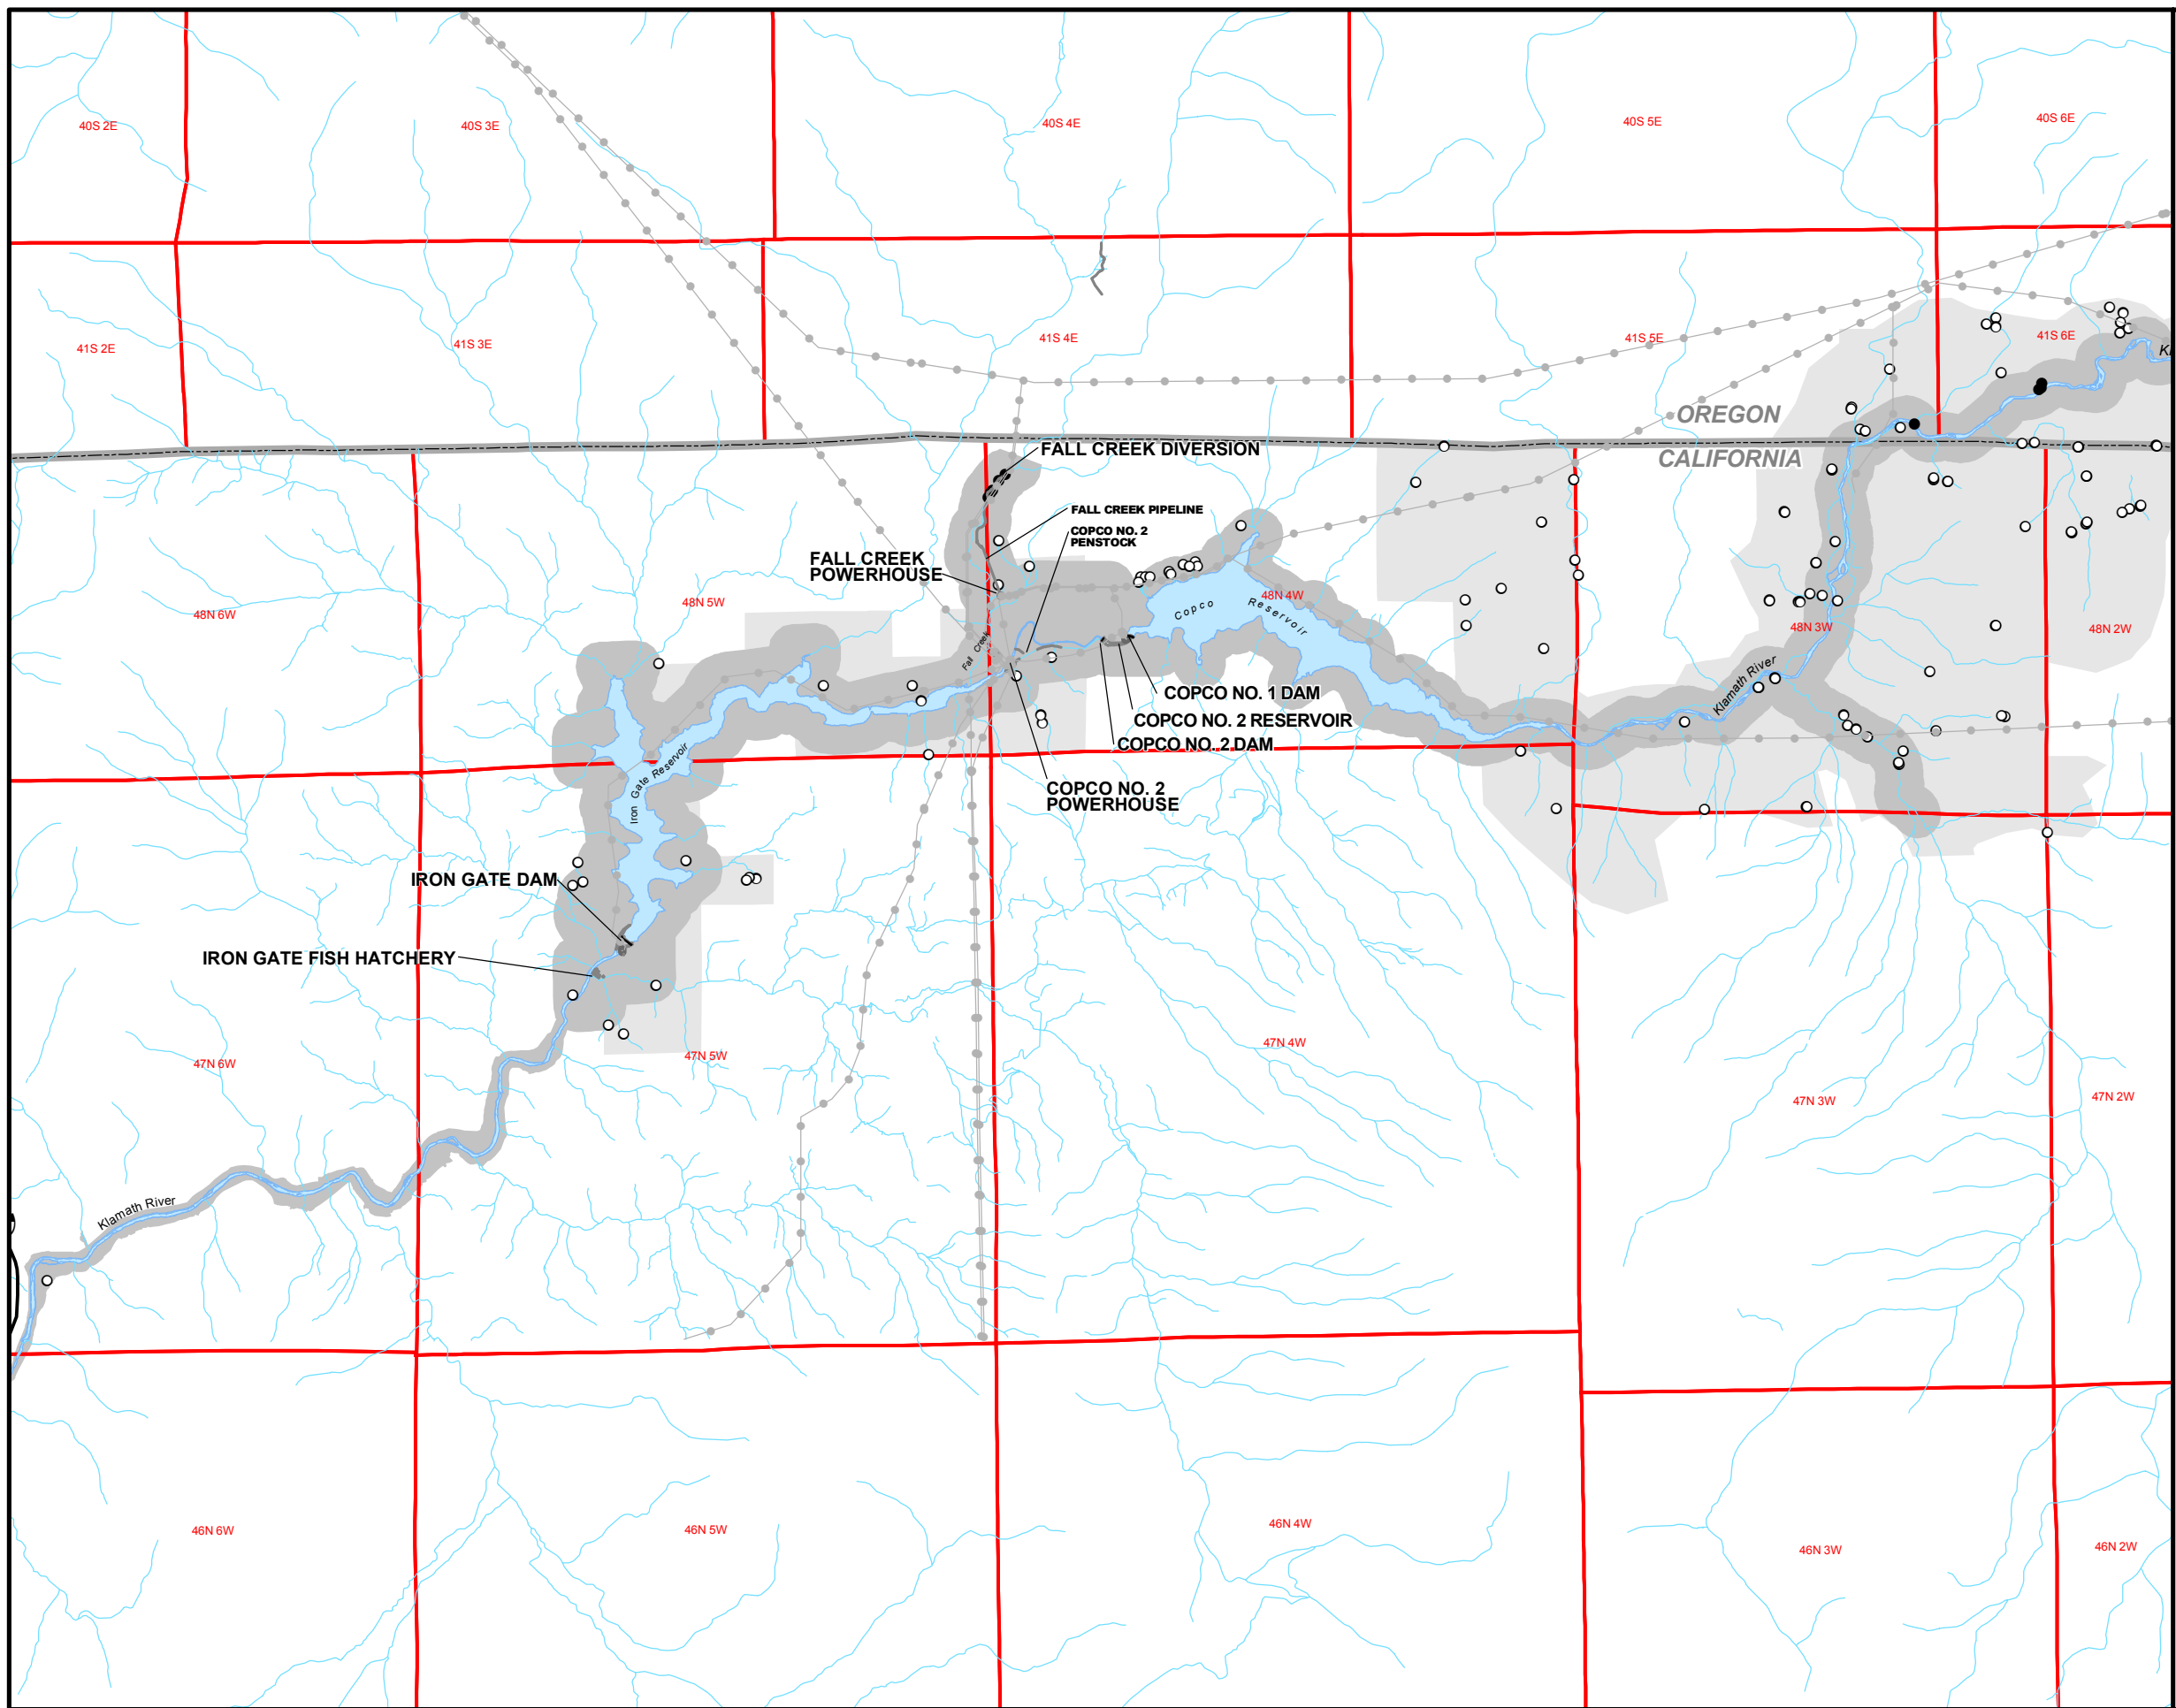 40S 2E
40S 3E
40S 4E
40S 5E
40S 6E
41S 2E
41S 3E
41S 4E
41S 5E
41S 6E
OREGON
CALIFORNIA
FALL CREEK DIVERSION
FALL CREEK PIPELINE
COPCO NO. 2
PENSTOCK
FALL CREEK
POWERHOUSE
48N 6W
48N 5W
48N 4W
48N 3W
48N 2W
Copco Reservoir
Fall Creek
Klamath River
COPCO NO. 1 DAM
COPCO NO. 2 RESERVOIR
COPCO NO. 2 DAM
COPCO NO. 2
POWERHOUSE
Iron Gate Reservoir
IRON GATE DAM
IRON GATE FISH HATCHERY
47N 6W
47N 5W
47N 4W
47N 3W
47N 2W
Klamath River
46N 6W
46N 5W
46N 4W
46N 3W
46N 2W